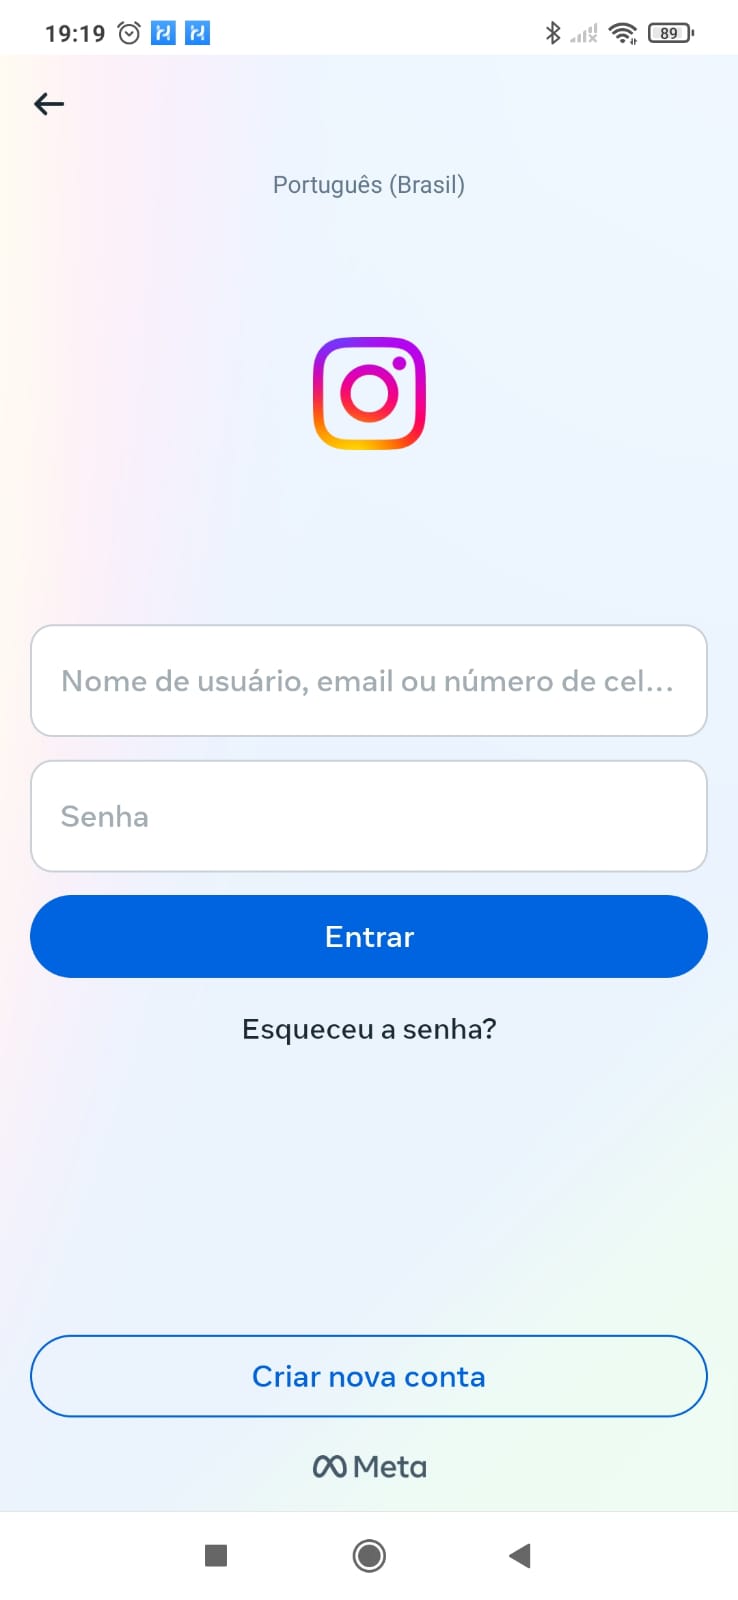 19:19
89
Português (Brasil)
Nome de usuário, email ou número de cel...
Senha
Entrar
Esqueceu a senha?
Criar nova conta
Meta